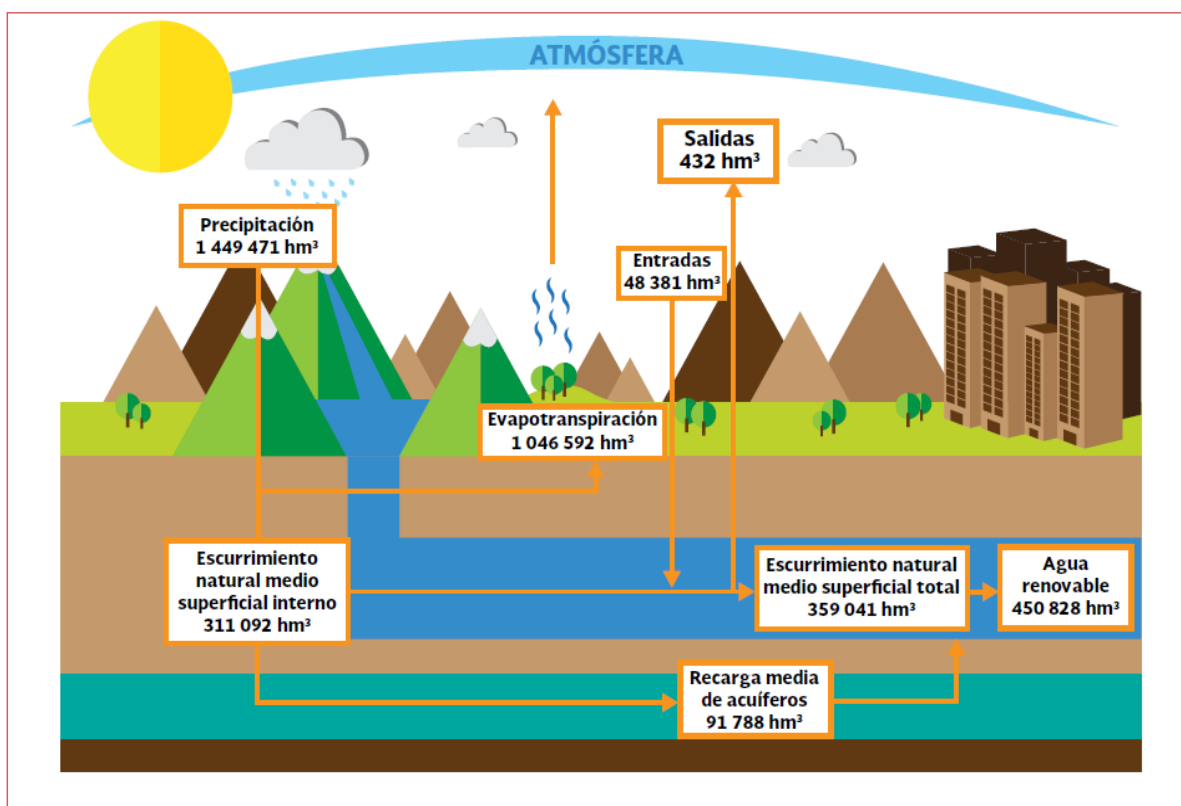 ATMÓSFERA
Salidas
432 hm³
Precipitación
1 449 471 hm³
Entradas
48 381 hm³
Evapotranspiración
1 046 592 hm³
Escurrimiento
natural medio
superficial interno
311 092 hm³
Escurrimiento natural
medio superficial total
359 041 hm³
Agua
renovable
450 828 hm³
Recarga media
de acuíferos
91 788 hm³